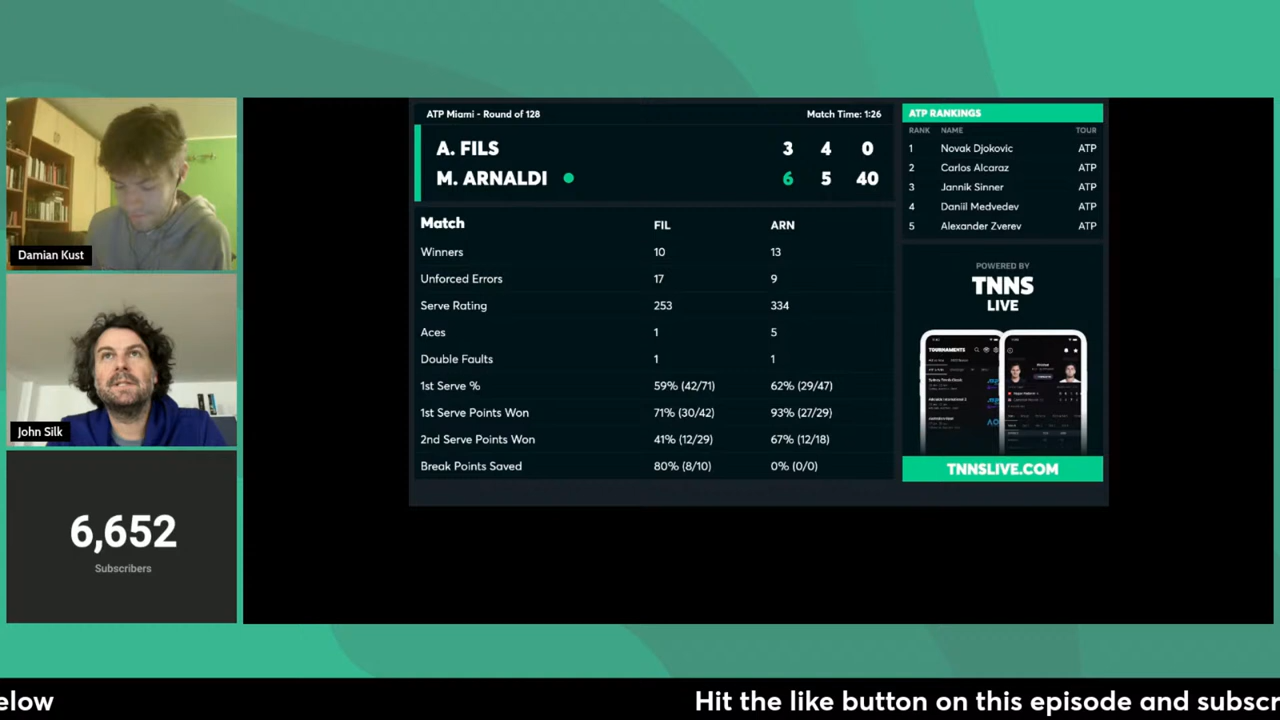 Damian Kust
John Silk
6,652
Subscribers
ATP Miami - Round of 128 Match Time: 1:26
A. FILS 3 4 0
M. ARNALDI 6 5 40
Match FIL ARN
Winners 10 13
Unforced Errors 17 9
Serve Rating 253 334
Aces 1 5
Double Faults 1 1
1st Serve % 59% (42/71) 62% (29/47)
1st Serve Points Won 71% (30/42) 93% (27/29)
2nd Serve Points Won 41% (12/29) 67% (12/18)
Break Points Saved 80% (8/10) 0% (0/0)
ATP RANKINGS
RANK NAME TOUR
1 Novak Djokovic ATP
2 Carlos Alcaraz ATP
3 Jannik Sinner ATP
4 Daniil Medvedev ATP
5 Alexander Zverev ATP
POWERED BY
TNNS
LIVE
TOURNAMENTS
TNNSLIVE.COM
elow Hit the like button on this episode and subscr